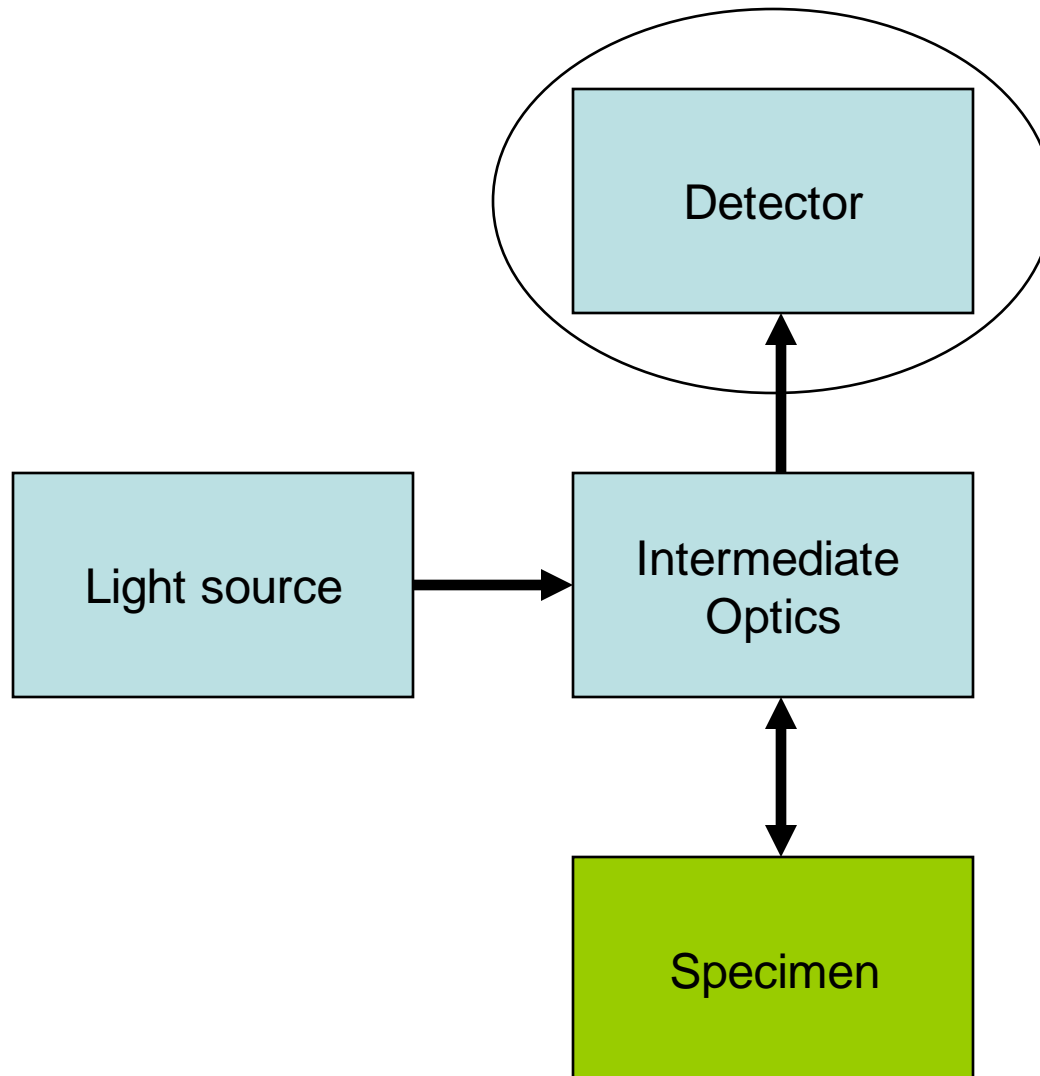 Detector
Light source
Intermediate
Optics
Specimen